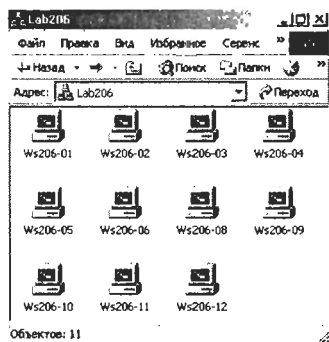 Lab206
Файл Правка Вид Избранное Сервис »
Назад Поиск Папки »
Адрес: Lab206 Переход
Ws206-01 Ws206-02 Ws206-03 Ws206-04
Ws206-05 Ws206-06 Ws206-08 Ws206-09
Ws206-10 Ws206-11 Ws206-12
Объектов: 11